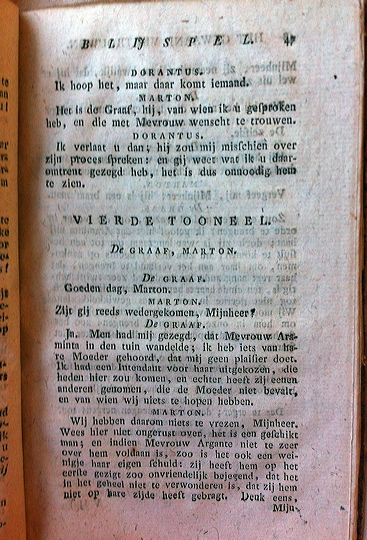 BLIJSPEL. 47
DORANTUS.
Ik hoop het, maar daar komt iemand.
MARTON.
Het is de Graaf, hij, van wien ik u gesproken
heb, en die met Mevrouw wenscht te trouwen.
DORANTUS.
Ik verlaat u dan; hij zou mij misschien over
zijn proces spreken: en gij weet wat ik u daar-
omtrent gezegd heb, het is dus onnoodig hem
te zien.
VIERDE TOONEEL.
De GRAAF, MARTON.
De GRAAF.
Goeden dag, Marton.
MARTON.
Zijt gij reeds wedergekomen, Mijnheer?
De GRAAF.
Ja. Men had mij gezegd, dat Mevrouw Ara-
minta in den tuin wandelde; ik heb iets van ha-
re Moeder gehoord, dat mij geen plaisier doet.
Ik had een Intendant voor haar uitgekozen, die
heden hier zou komen, en echter heeft zij eenen
anderen genomen, die de Moeder niet bevalt,
en van wien wij niets te hopen hebben.
MARTON.
Wij hebben daarom niets te vrezen, Mijnheer.
Wees hier niet ongerust over, het is een geschikt
man; en indien Mevrouw Argante niet te zeer
over hem voldaan is, zoo is het ook een wei-
nigje haar eigen schuld: zij heeft hem op het
eerste gezigt zoo onvriendelijk bejegend, dat het
in het geheel niet te verwonderen is, dat zij hem
niet op hare zijde heeft gebragt. Denk eens,
Mijn-